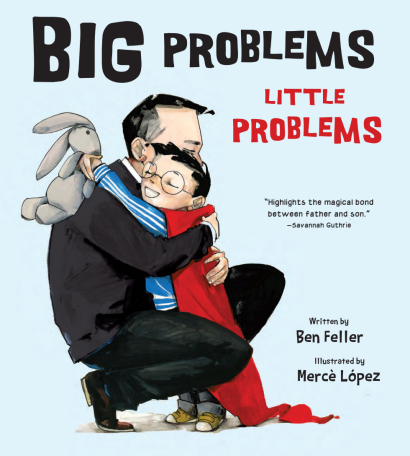 BIG PROBLEMS
LITTLE
PROBLEMS
"Highlights the magical bond
between father and son."
—Savannah Guthrie
Written by
Ben Feller
Illustrated by
Mercè López